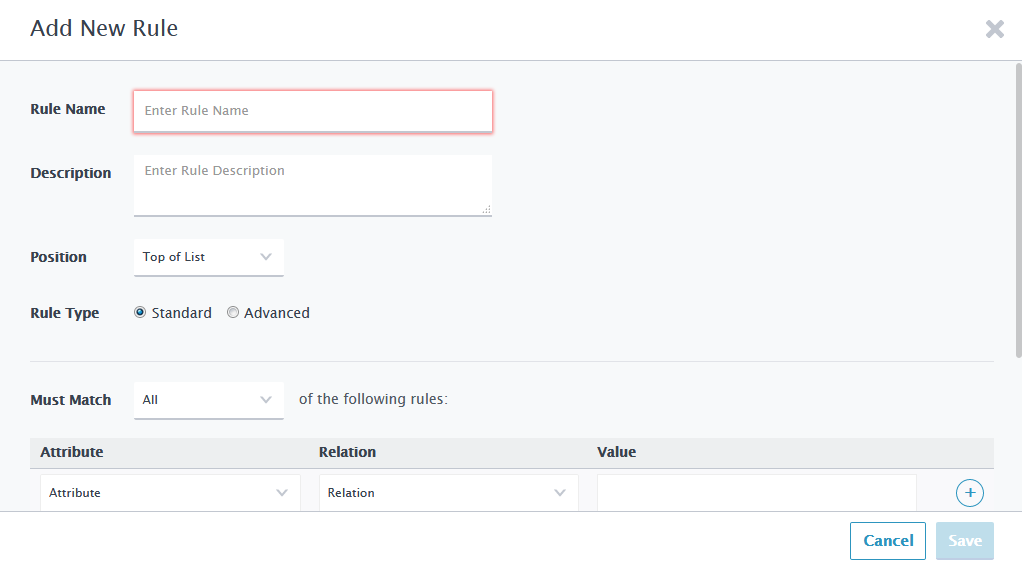 Add New Rule
Rule Name
Enter Rule Name
Description
Enter Rule Description
Position
Top of List
Rule Type
Standard
Advanced
Must Match
All
of the following rules:
Attribute Relation Value
Attribute
Relation
Cancel
Save